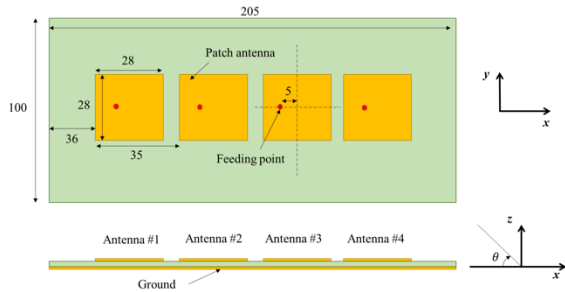 205
28
Patch antenna
y
5
100
28
x
36
35
Feeding point
z
Antenna #1
Antenna #2
Antenna #3
Antenna #4
θ
x
Ground